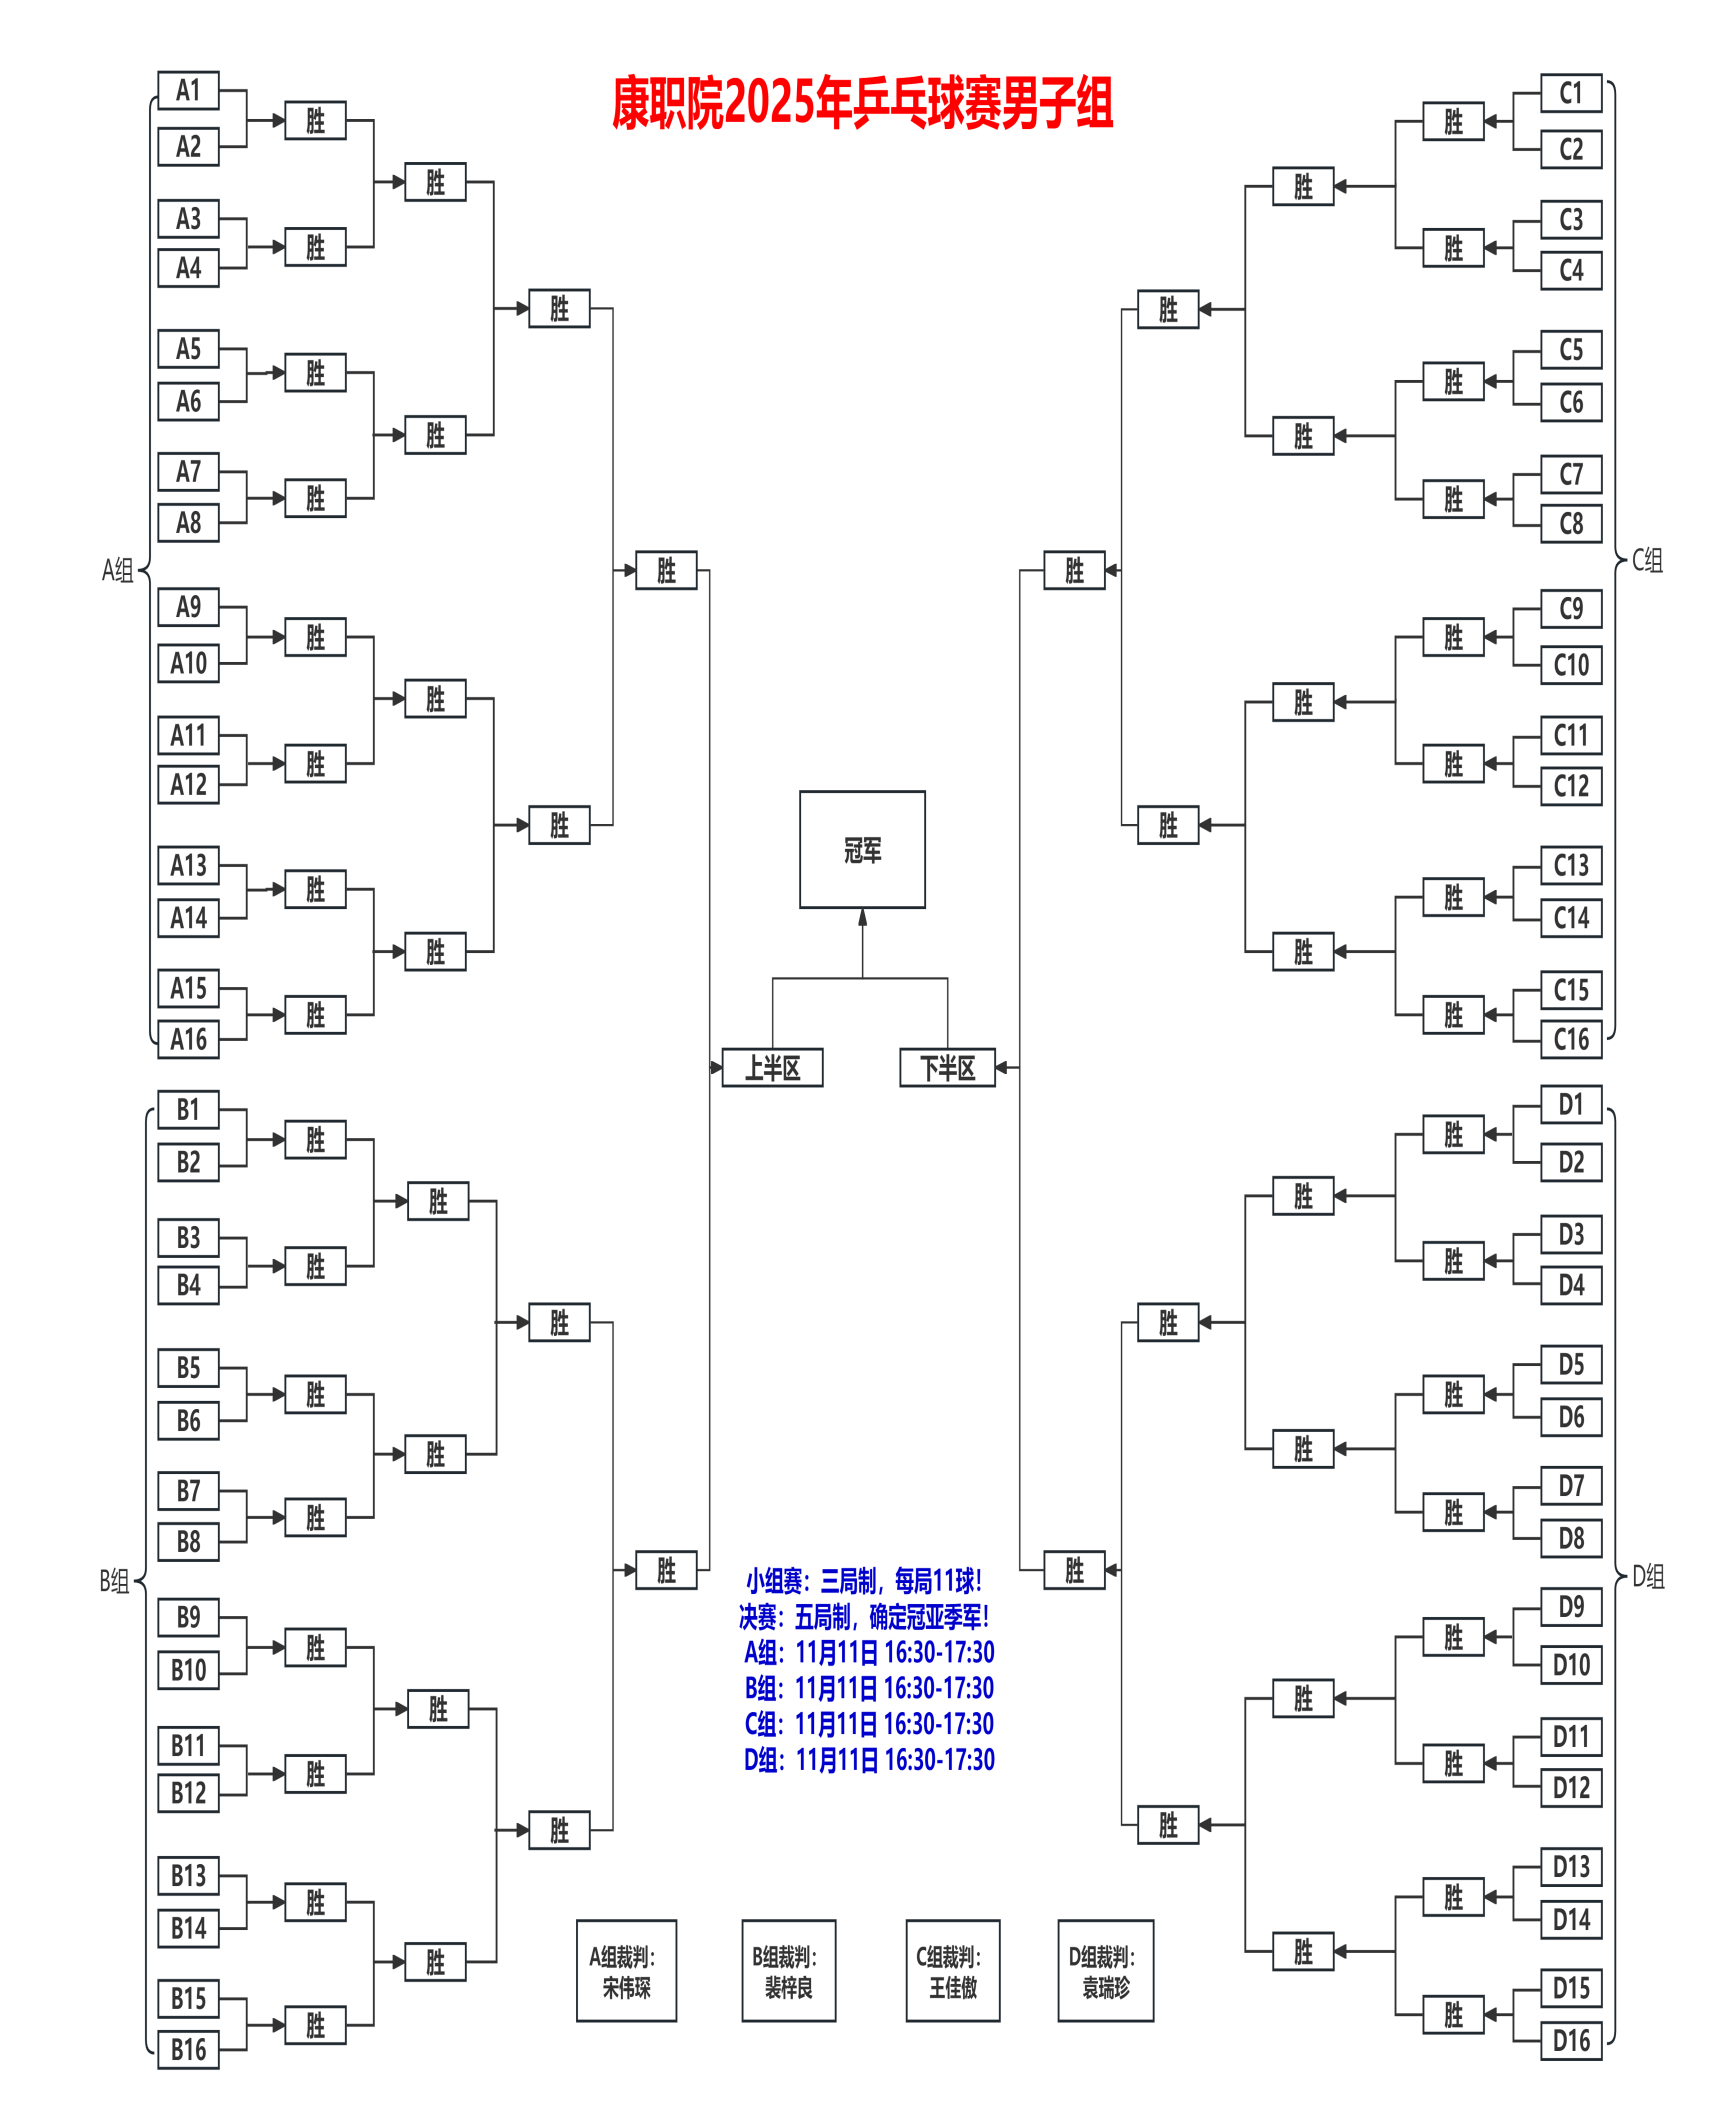 康职院2025年乒乓球赛男子组
A组
A1
A2
胜
A3
A4
胜
胜
A5
A6
胜
A7
A8
胜
胜
胜
A9
A10
胜
A11
A12
胜
胜
A13
A14
胜
A15
A16
胜
胜
胜
胜
B组
B1
B2
胜
B3
B4
胜
胜
B5
B6
胜
B7
B8
胜
胜
胜
B9
B10
胜
B11
B12
胜
胜
B13
B14
胜
B15
B16
胜
胜
胜
胜
上半区
冠军
下半区
C组
C1
C2
胜
C3
C4
胜
胜
C5
C6
胜
C7
C8
胜
胜
胜
C9
C10
胜
C11
C12
胜
胜
C13
C14
胜
C15
C16
胜
胜
胜
胜
D组
D1
D2
胜
D3
D4
胜
胜
D5
D6
胜
D7
D8
胜
胜
胜
D9
D10
胜
D11
D12
胜
胜
D13
D14
胜
D15
D16
胜
胜
胜
胜
小组赛：三局制，每局11球！
决赛：五局制，确定冠亚季军！
A组：11月11日 16:30-17:30
B组：11月11日 16:30-17:30
C组：11月11日 16:30-17:30
D组：11月11日 16:30-17:30
A组裁判：
宋伟琛
B组裁判：
裴梓良
C组裁判：
王佳傲
D组裁判：
袁瑞珍